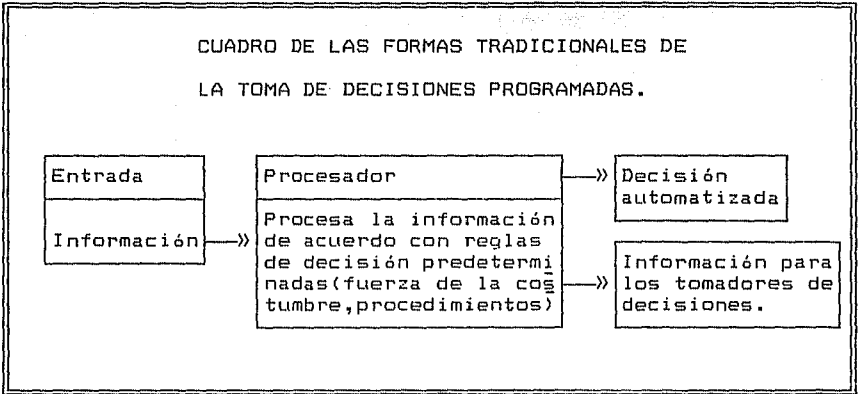 CUADRO DE LAS FORMAS TRADICIONALES DE
LA TOMA DE DECISIONES PROGRAMADAS.
Entrada
Información
Procesador
Procesa la información
de acuerdo con reglas
de decisión predetermi
nadas(fuerza de la cos
tumbre,procedimientos)
Decisión
automatizada
Información para
los tomadores de
decisiones.